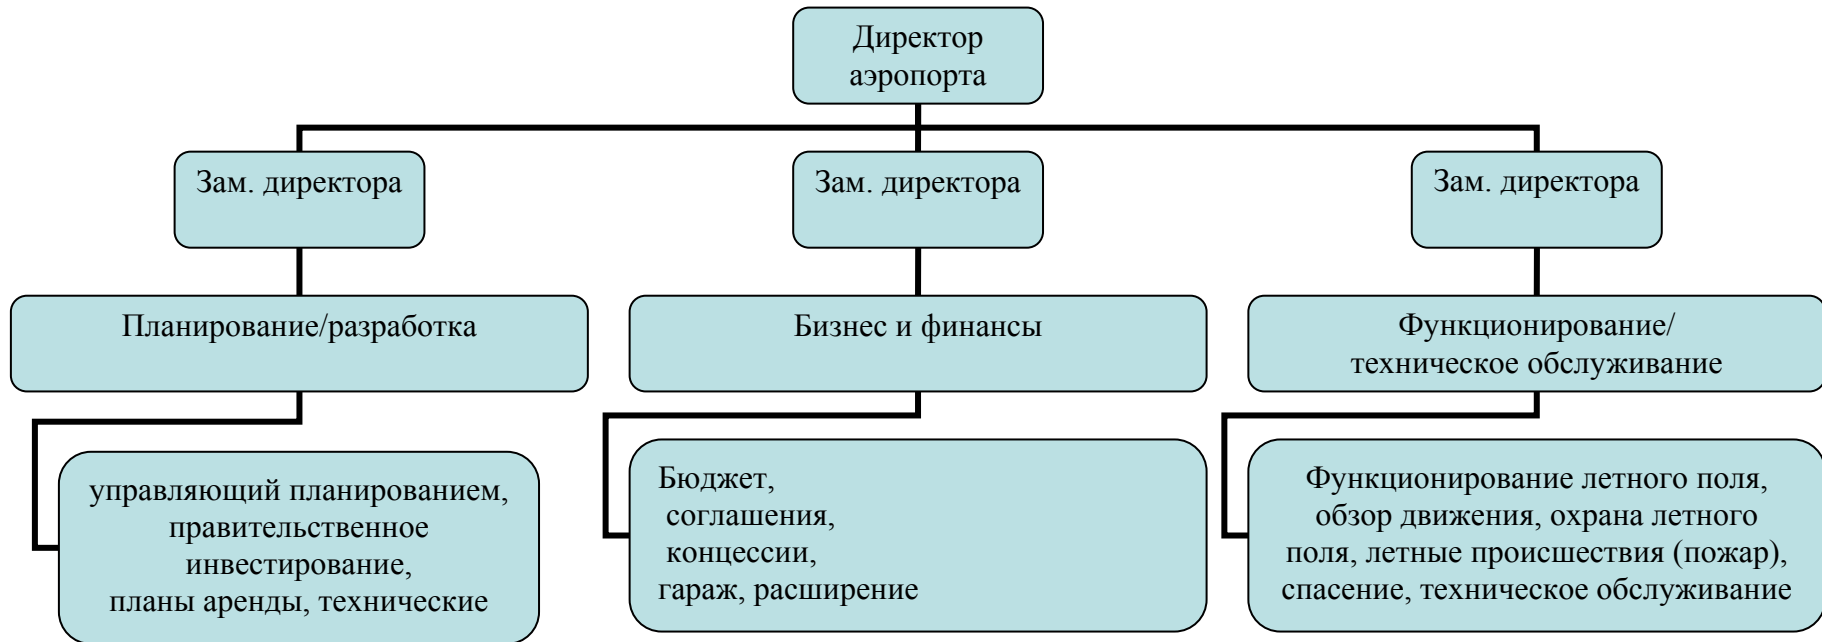 Директор
аэропорта
Зам. директора
Зам. директора
Зам. директора
Планирование/разработка
Бизнес и финансы
Функционирование/
техническое обслуживание
управляющий планированием,
правительственное
инвестирование,
планы аренды, технические
Бюджет,
соглашения,
концессии,
гараж, расширение
Функционирование летного поля,
обзор движения, охрана летного
поля, летные происшествия (пожар),
спасение, техническое обслуживание